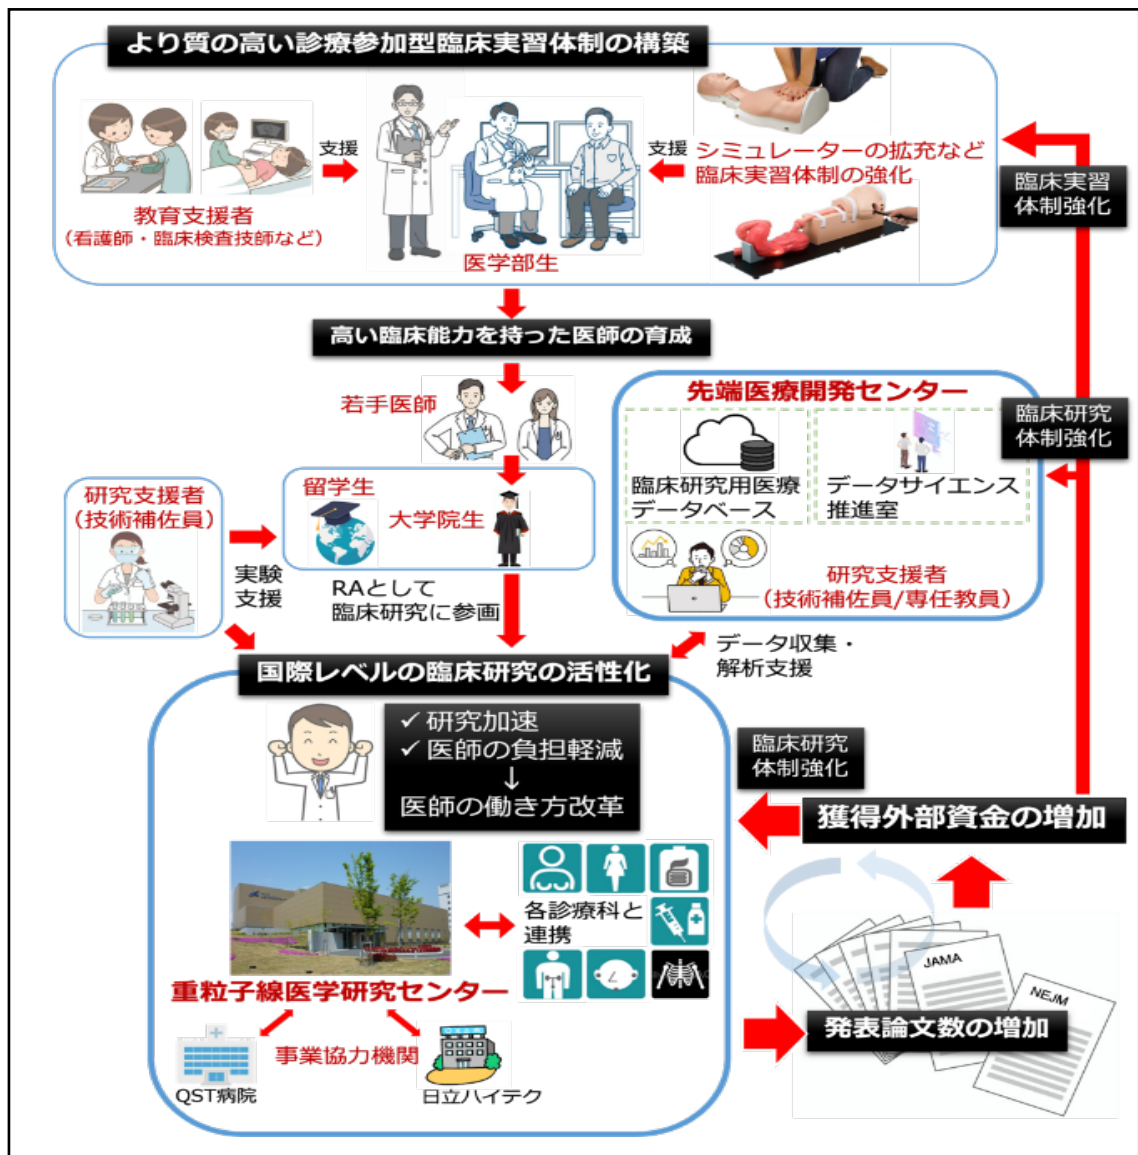 より質の高い診療参加型臨床実習体制の構築
支援
支援
シミュレーターの拡充など
臨床実習体制の強化
教育支援者
（看護師・臨床検査技師など）
医学部生
臨床実習
体制強化
高い臨床能力を持った医師の育成
若手医師
先端医療開発センター
臨床研究
体制強化
臨床研究用医療
データベース
データサイエンス
推進室
研究支援者
（技術補佐員）
留学生
大学院生
実験
支援
RAとして
臨床研究に参画
研究支援者
（技術補佐員/専任教員）
データ収集・
解析支援
国際レベルの臨床研究の活性化
✓ 研究加速
✓ 医師の負担軽減
↓
医師の働き方改革
臨床研究
体制強化
獲得外部資金の増加
各診療科と
連携
重粒子線医学研究センター
事業協力機関
QST病院
日立ハイテク
JAMA
NEJM
発表論文数の増加